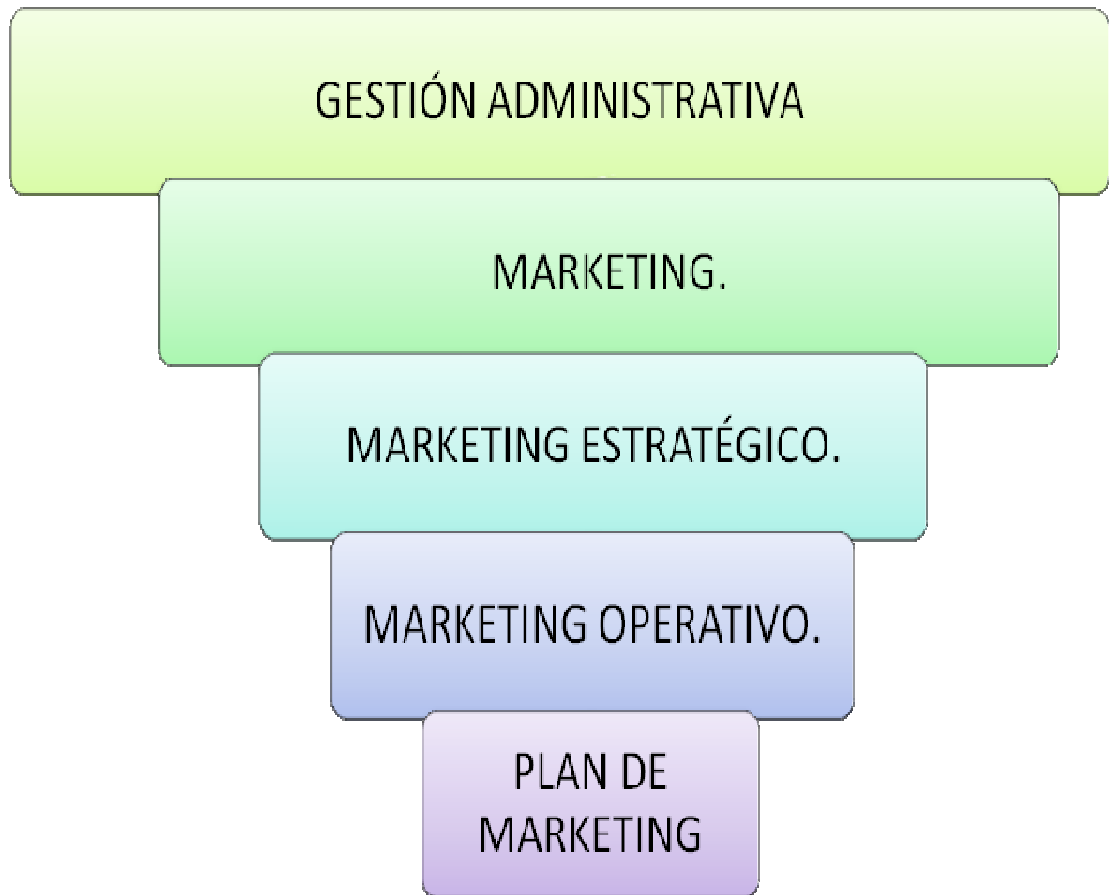 GESTIÓN ADMINISTRATIVA
MARKETING.
MARKETING ESTRATÉGICO.
MARKETING OPERATIVO.
PLAN DE
MARKETING